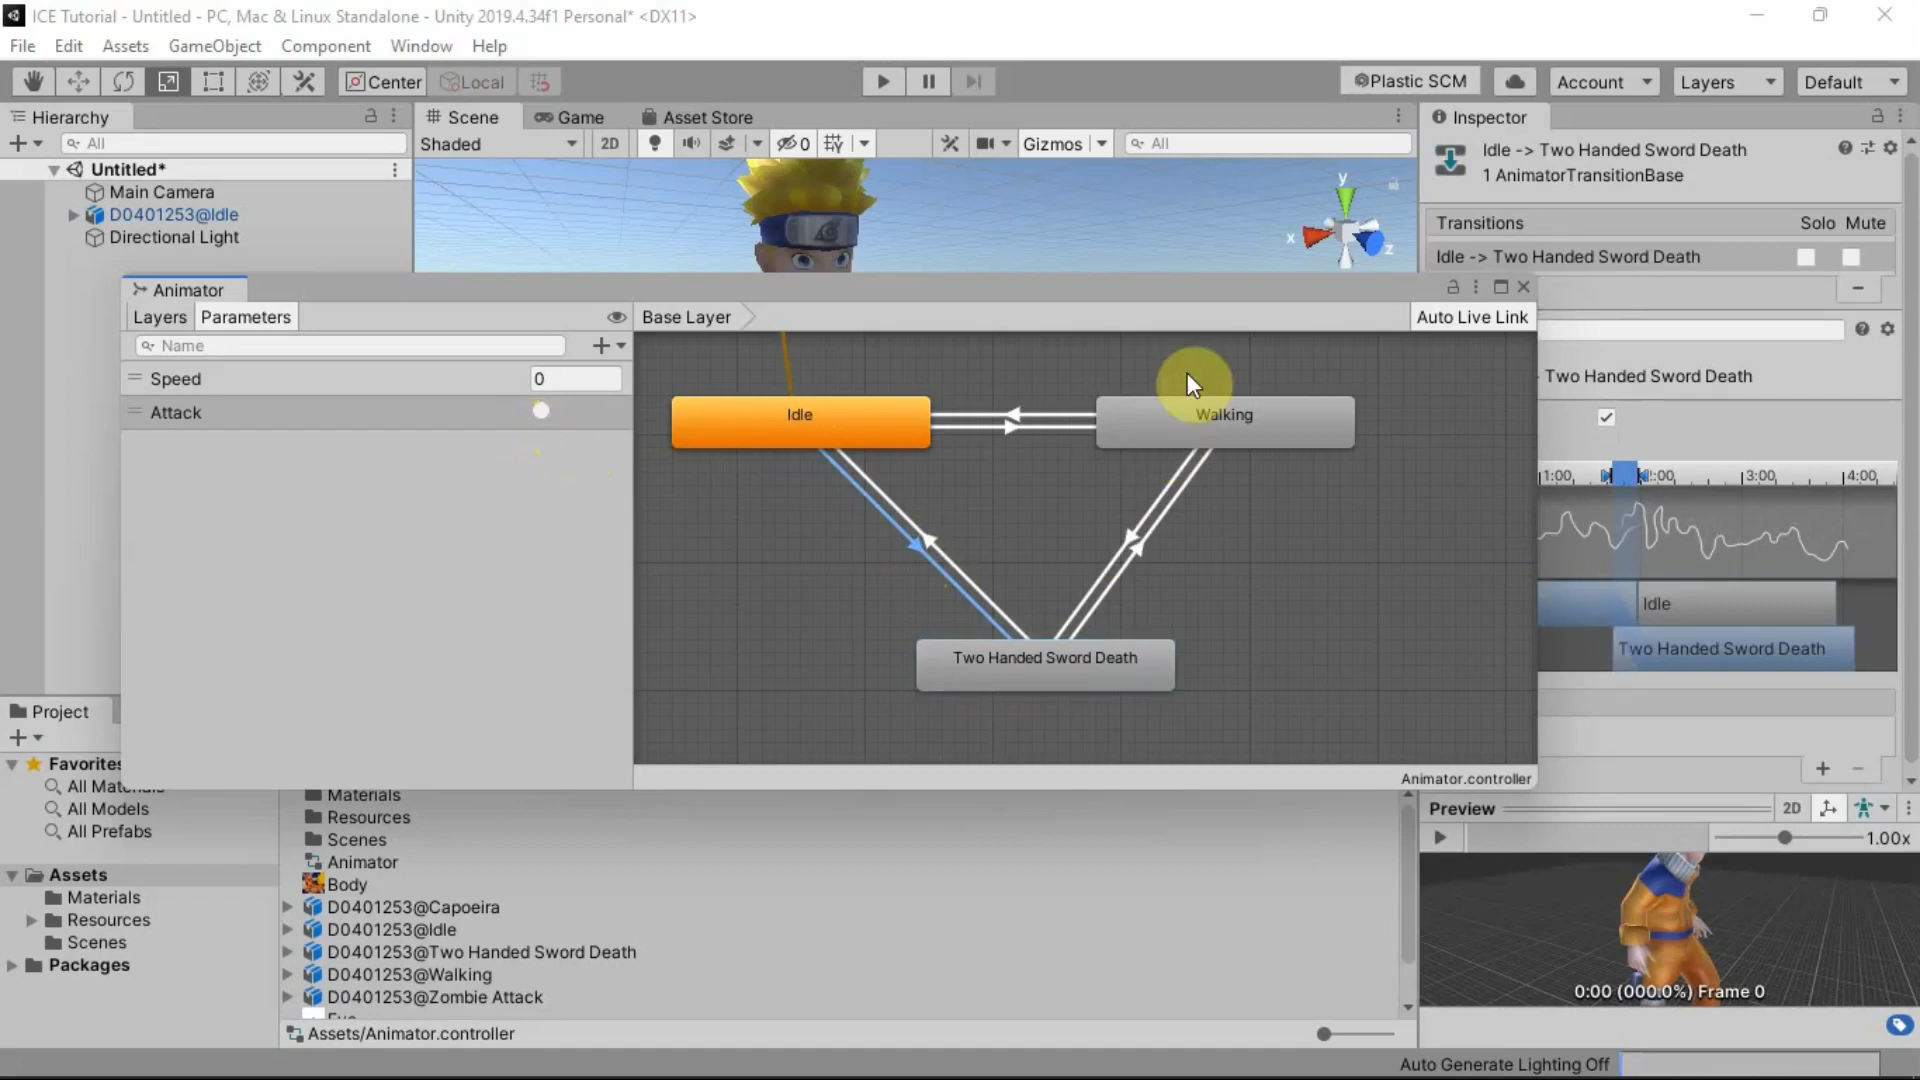 ICE Tutorial - Untitled - PC, Mac & Linux Standalone - Unity 2019.4.34f1 Personal* <DX11>
File Edit Assets GameObject Component Window Help
Center Local
Plastic SCM Account Layers Default
Hierarchy
All
Untitled*
Main Camera
D0401253@Idle
Directional Light
Scene Game Asset Store
Shaded 2D 0 Gizmos All
y
x
z
Inspector
Idle -> Two Handed Sword Death
1 AnimatorTransitionBase
Transitions Solo Mute
Idle -> Two Handed Sword Death
Two Handed Sword Death
1:00 :00 3:00 4:00
Idle
Two Handed Sword Death
Animator
Layers Parameters
Name
Speed 0
Attack
Base Layer Auto Live Link
Idle
Walking
Two Handed Sword Death
Animator.controller
Project
Favorites
All Materials
All Models
All Prefabs
Assets
Materials
Resources
Scenes
Packages
Materials
Resources
Scenes
Animator
Body
D0401253@Capoeira
D0401253@Idle
D0401253@Two Handed Sword Death
D0401253@Walking
D0401253@Zombie Attack
Assets/Animator.controller
Preview 2D
1.00x
0:00 (000.0%) Frame 0
Auto Generate Lighting Off